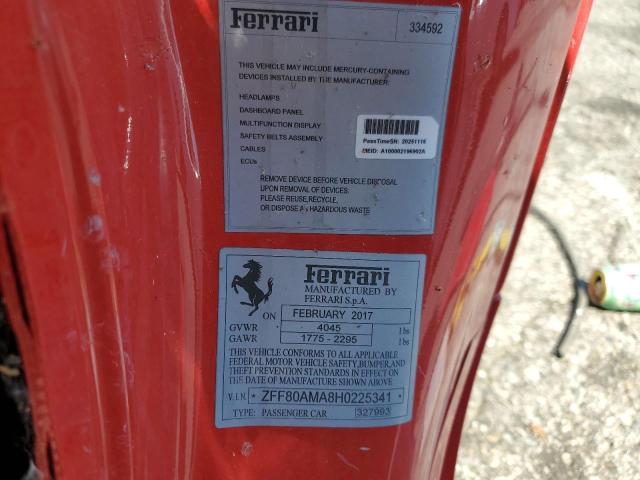 Ferrari
334592
THIS VEHICLE MAY INCLUDE MERCURY-CONTAINING
DEVICES INSTALLED BY THE MANUFACTURER:
HEADLAMPS
DASHBOARD PANEL
MULTIFUNCTION DISPLAY
SAFETY BELTS ASSEMBLY
CABLES
ECUs
PassTimeSN: 20251116
MEID: A100002196902A
REMOVE DEVICE BEFORE VEHICLE DISPOSAL
UPON REMOVAL OF DEVICES:
PLEASE REUSE,RECYCLE,
OR DISPOSE AS HAZARDOUS WASTE
Ferrari
MANUFACTURED BY
FERRARI S.p.A.
ON FEBRUARY 2017
GVWR 4045 lbs
GAWR 1775 - 2295 lbs
THIS VEHICLE CONFORMS TO ALL APPLICABLE
FEDERAL MOTOR VEHICLE SAFETY,BUMPER,AND
THEFT PREVENTION STANDARDS IN EFFECT ON
THE DATE OF MANUFACTURE SHOWN ABOVE
V.I.N. * ZFF80AMA8H0225341 *
TYPE: PASSENGER CAR 327993